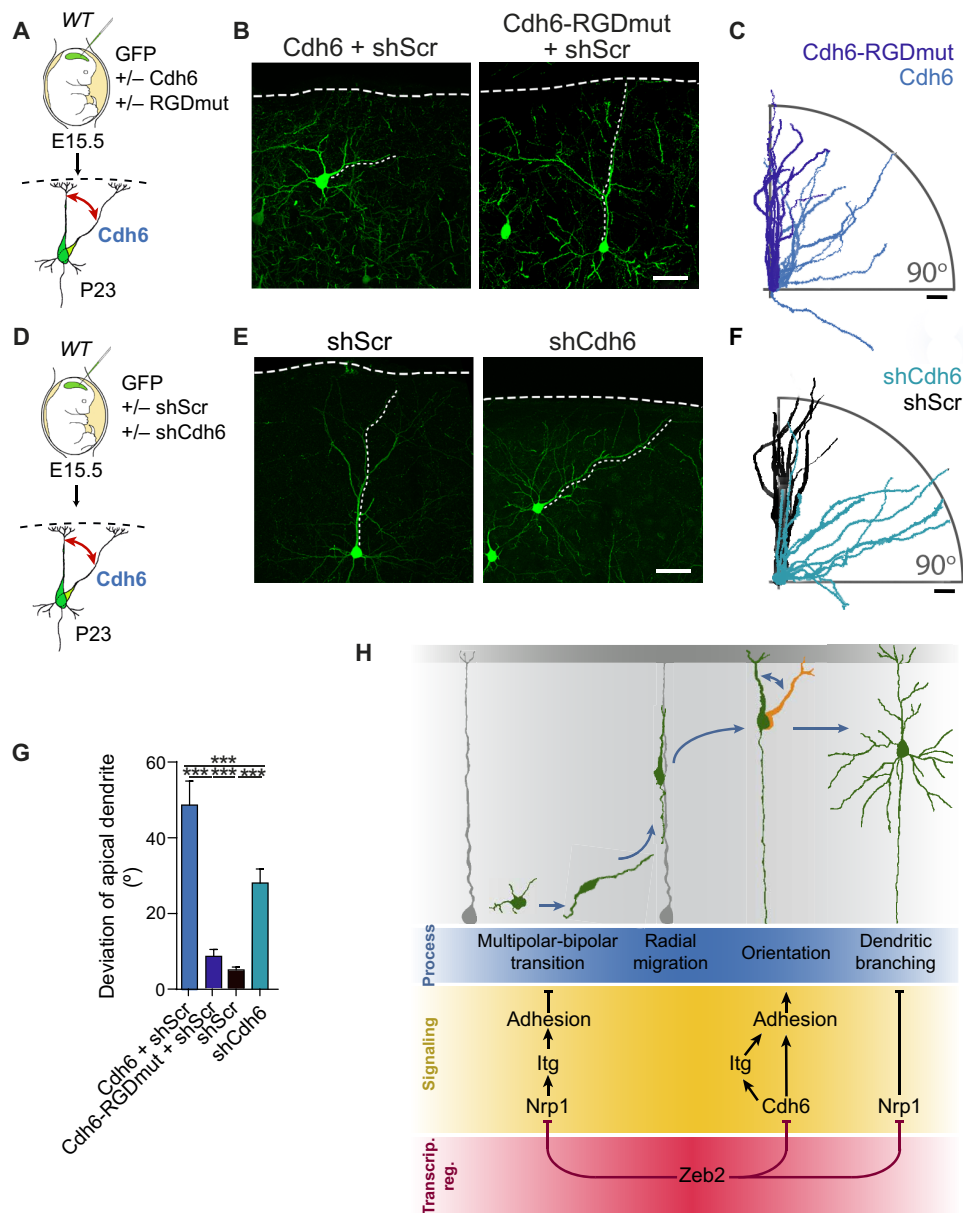 A
WT
GFP
+/– Cdh6
+/– RGDmut
E15.5
Cdh6
P23
B
Cdh6 + shScr
Cdh6-RGDmut
+ shScr
C
Cdh6-RGDmut
Cdh6
90°
D
WT
GFP
+/– shScr
+/– shCdh6
E15.5
Cdh6
P23
E
shScr
shCdh6
F
shCdh6
shScr
90°
G
Deviation of apical dendrite
(º)
60
40
20
0
***
*** *** ***
Cdh6 + shScr
Cdh6-RGDmut + shScr
shScr
shCdh6
H
Process
Multipolar-bipolar
transition
Radial
migration
Orientation
Dendritic
branching
Signaling
Adhesion
Itg
Nrp1
Adhesion
Itg
Cdh6
Nrp1
Transcrip.
reg.
Zeb2